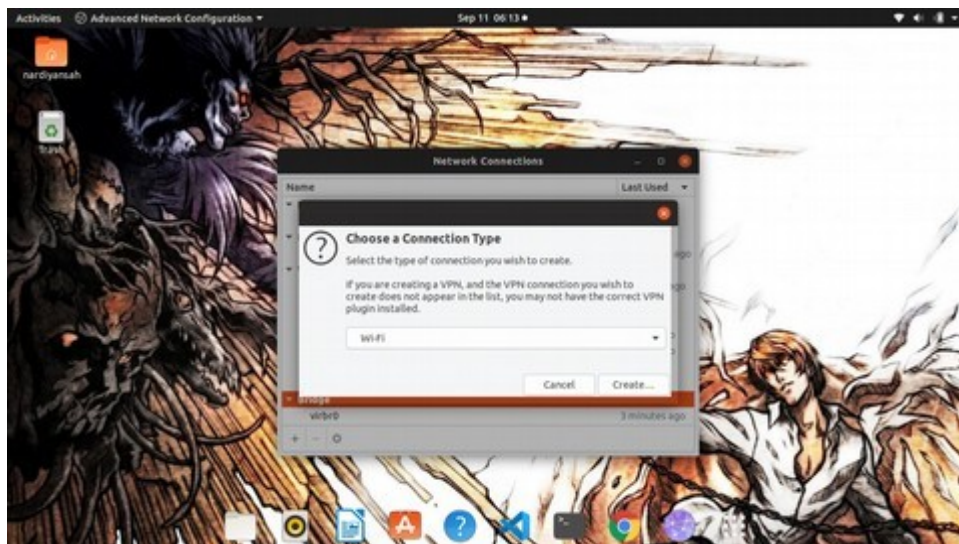 Activities Advanced Network Configuration Sep 11 06:13
nardiyansah
Trash
Network Connections
Name Last Used
Choose a Connection Type
Select the type of connection you wish to create.
If you are creating a VPN, and the VPN connection you wish to
create does not appear in the list, you may not have the correct VPN
plugin installed.
ago
ago
Wi-Fi
Cancel Create...
Bridge
virbr0 3 minutes ago